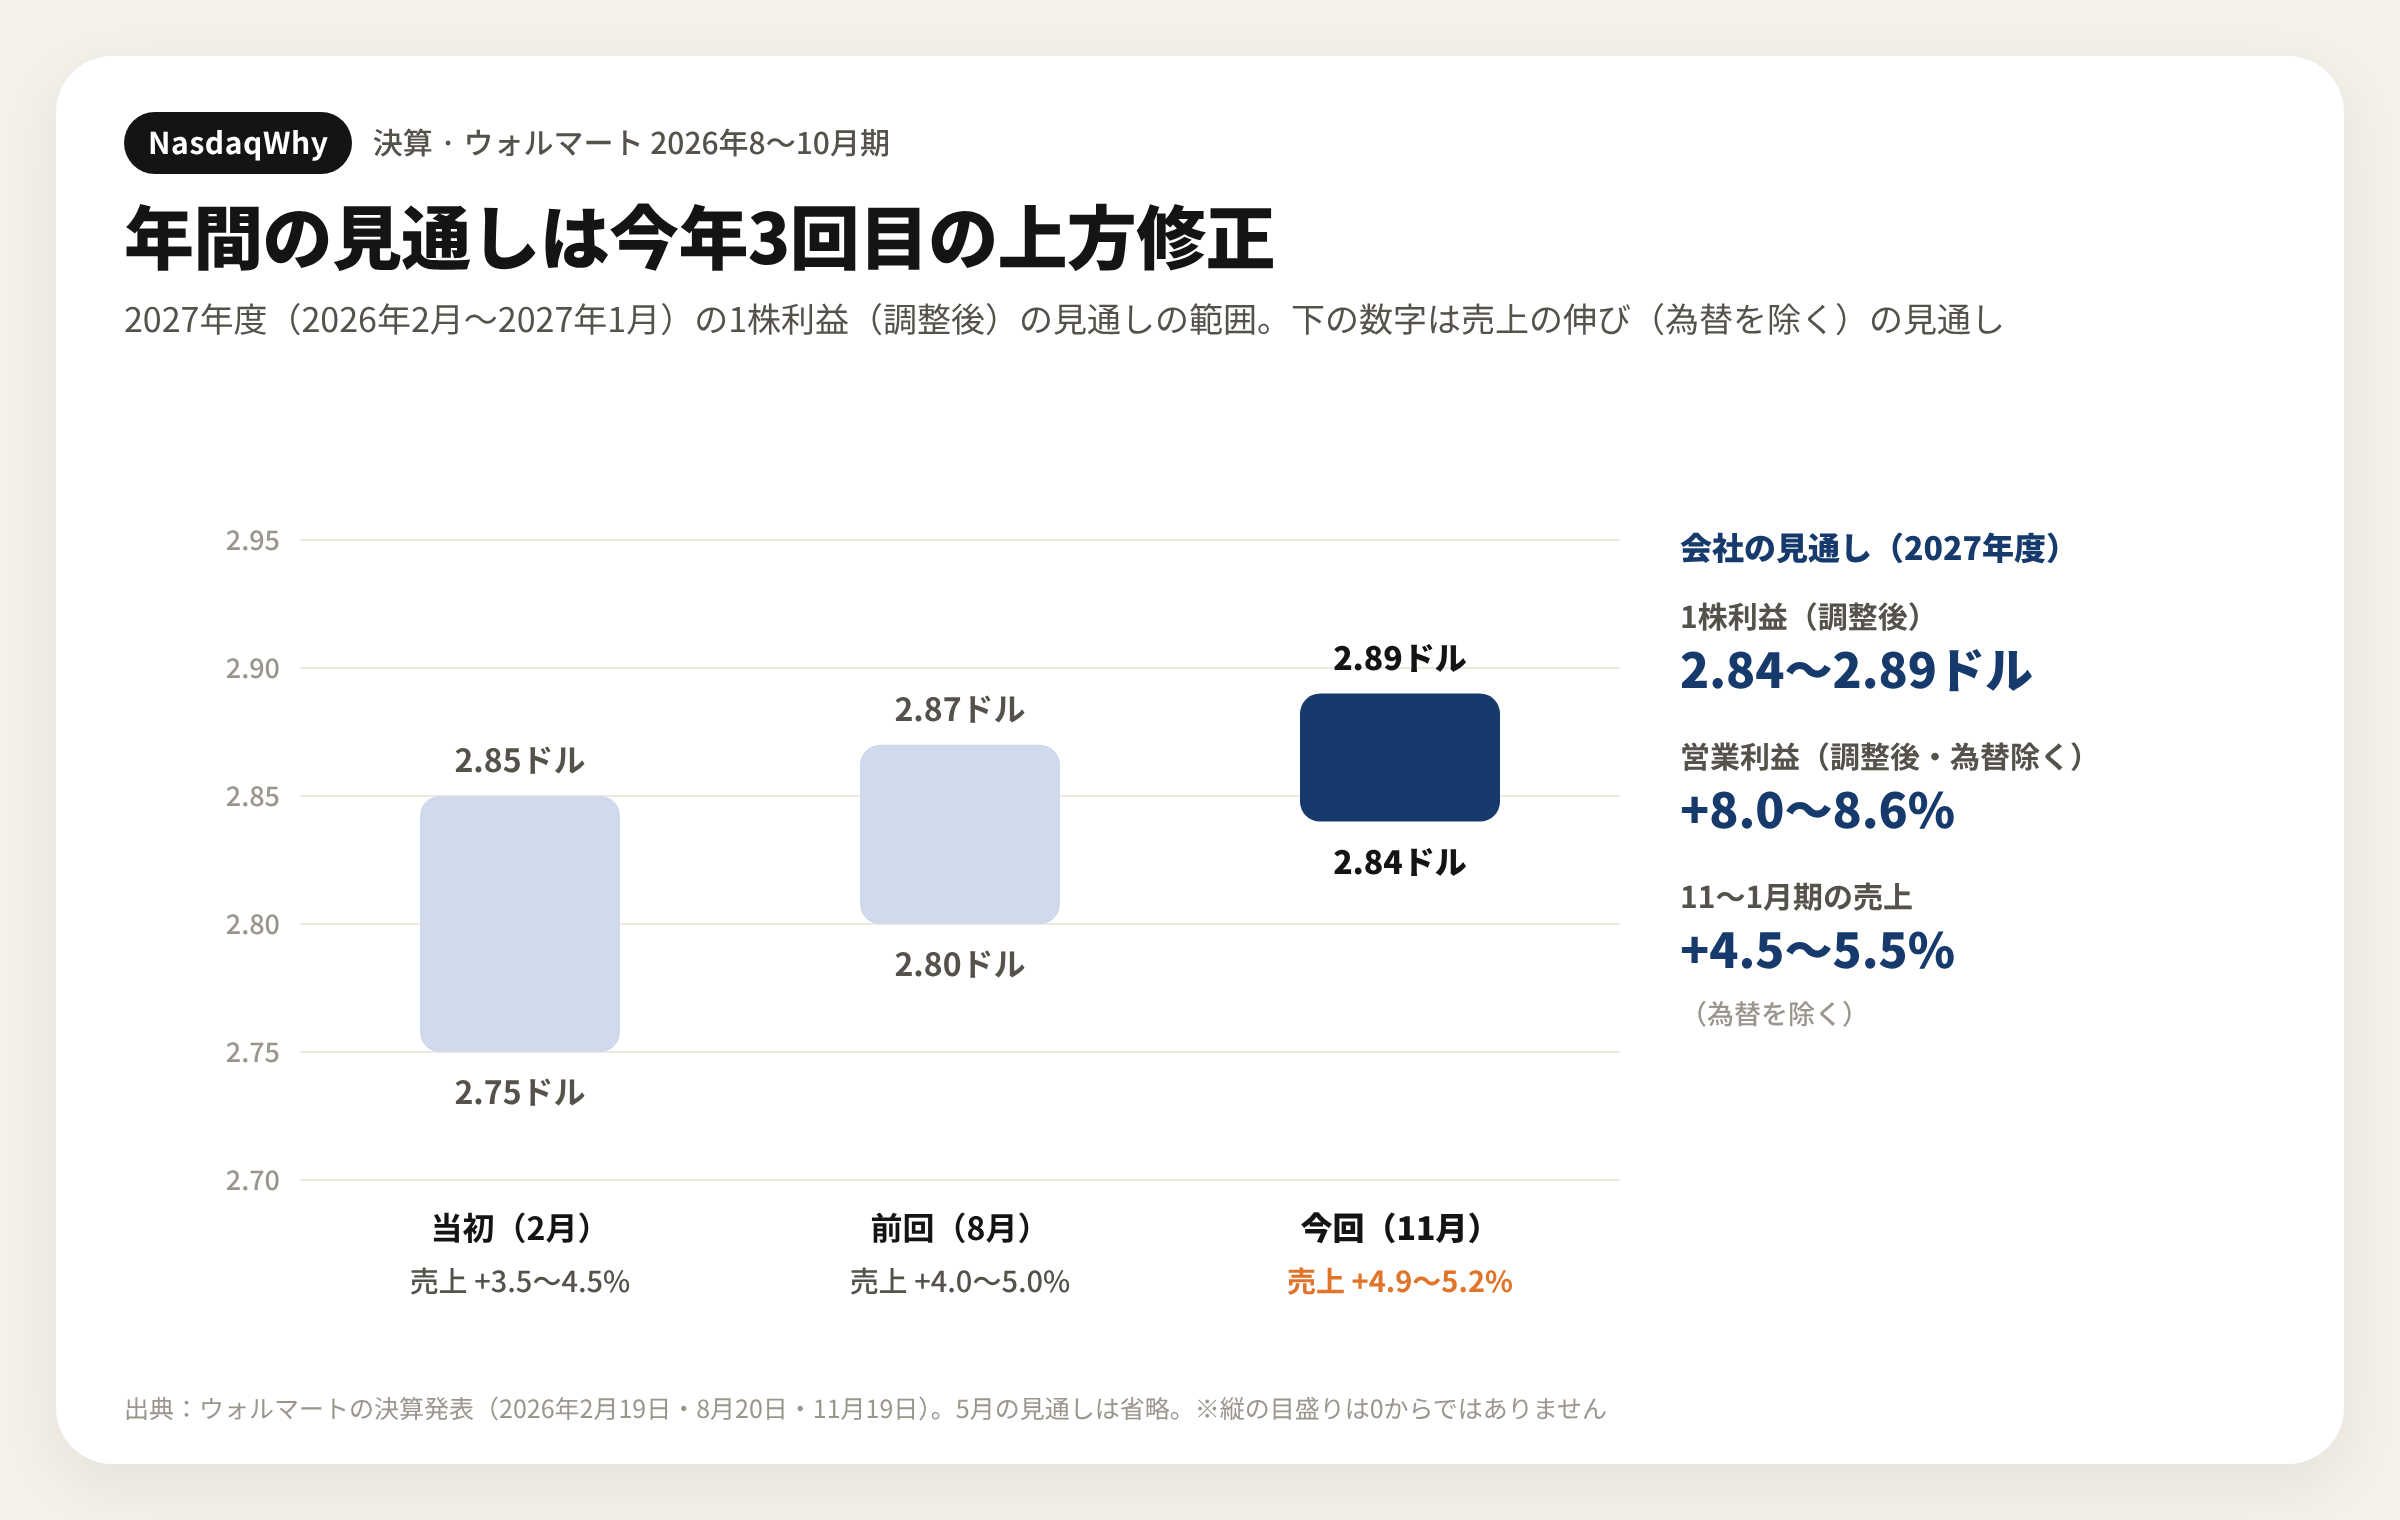 NasdaqWhy 決算・ウォルマート 2026年8〜10月期
年間の見通しは今年3回目の上方修正
2027年度（2026年2月〜2027年1月）の1株利益（調整後）の見通しの範囲。下の数字は売上の伸び（為替を除く）の見通し
2.95
2.90
2.85
2.80
2.75
2.70
2.85ドル
2.75ドル
2.87ドル
2.80ドル
2.89ドル
2.84ドル
当初（2月）
売上 +3.5〜4.5%
前回（8月）
売上 +4.0〜5.0%
今回（11月）
売上 +4.9〜5.2%
会社の見通し（2027年度）
1株利益（調整後）
2.84〜2.89ドル
営業利益（調整後・為替除く）
+8.0〜8.6%
11〜1月期の売上
+4.5〜5.5%
（為替を除く）
出典：ウォルマートの決算発表（2026年2月19日・8月20日・11月19日）。5月の見通しは省略。※縦の目盛りは0からではありません